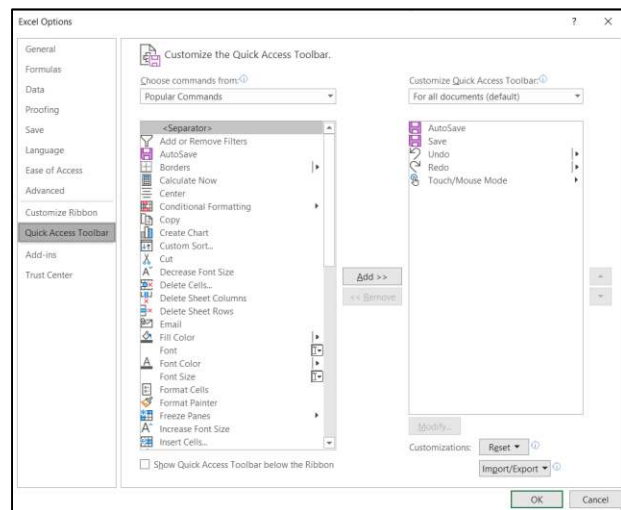 Excel Options
?
General
Formulas
Data
Proofing
Save
Language
Ease of Access
Advanced
Customize Ribbon
Quick Access Toolbar
Add-ins
Trust Center
Customize the Quick Access Toolbar.
Choose commands from:
Popular Commands
<Separator>
Add or Remove Filters
AutoSave
Borders
Calculate Now
Center
Conditional Formatting
Copy
Create Chart
Custom Sort...
Cut
Decrease Font Size
Delete Cells...
Delete Sheet Columns
Delete Sheet Rows
Email
Fill Color
Font
Font Color
Font Size
Format Cells
Format Painter
Freeze Panes
Increase Font Size
Insert Cells...
Show Quick Access Toolbar below the Ribbon
Add >>
<< Remove
Customize Quick Access Toolbar:
For all documents (default)
AutoSave
Save
Undo
Redo
Touch/Mouse Mode
Modify...
Customizations:
Reset
Import/Export
OK
Cancel